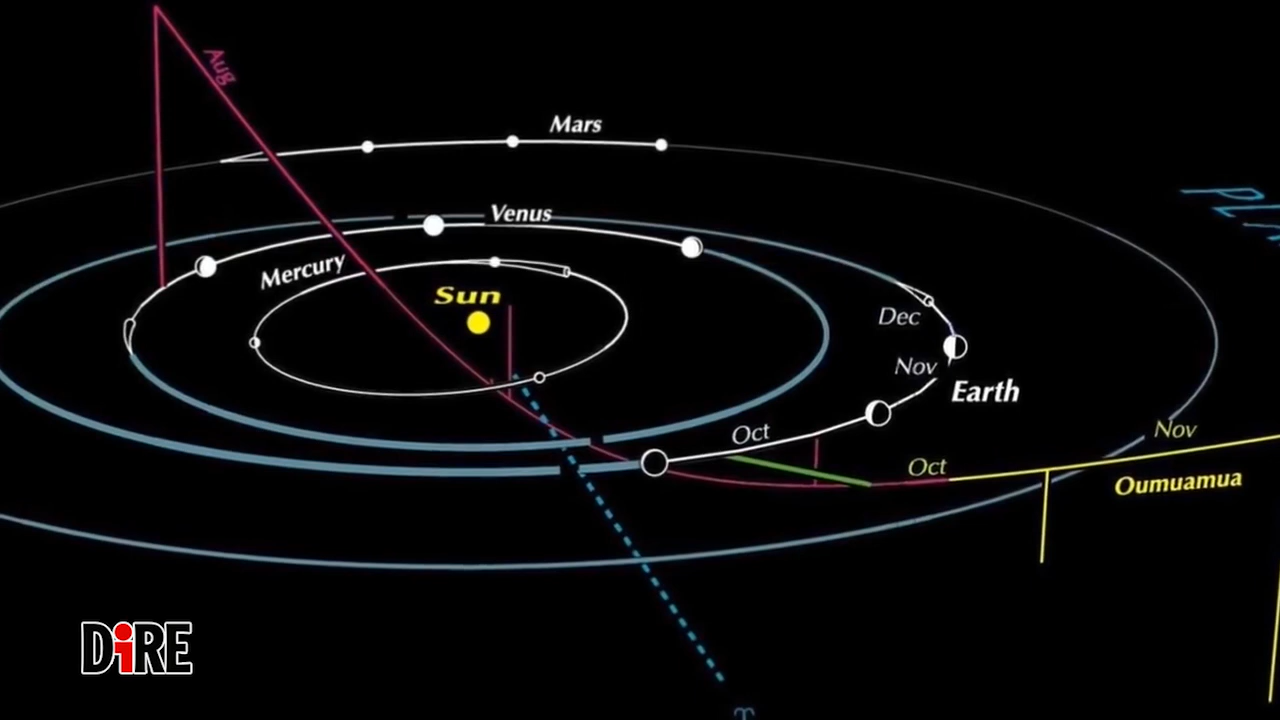 Aug
Mars
Venus
Mercury
Sun
Dec
Nov
Earth
Oct
Nov
Oct
Oumuamua
DiRE